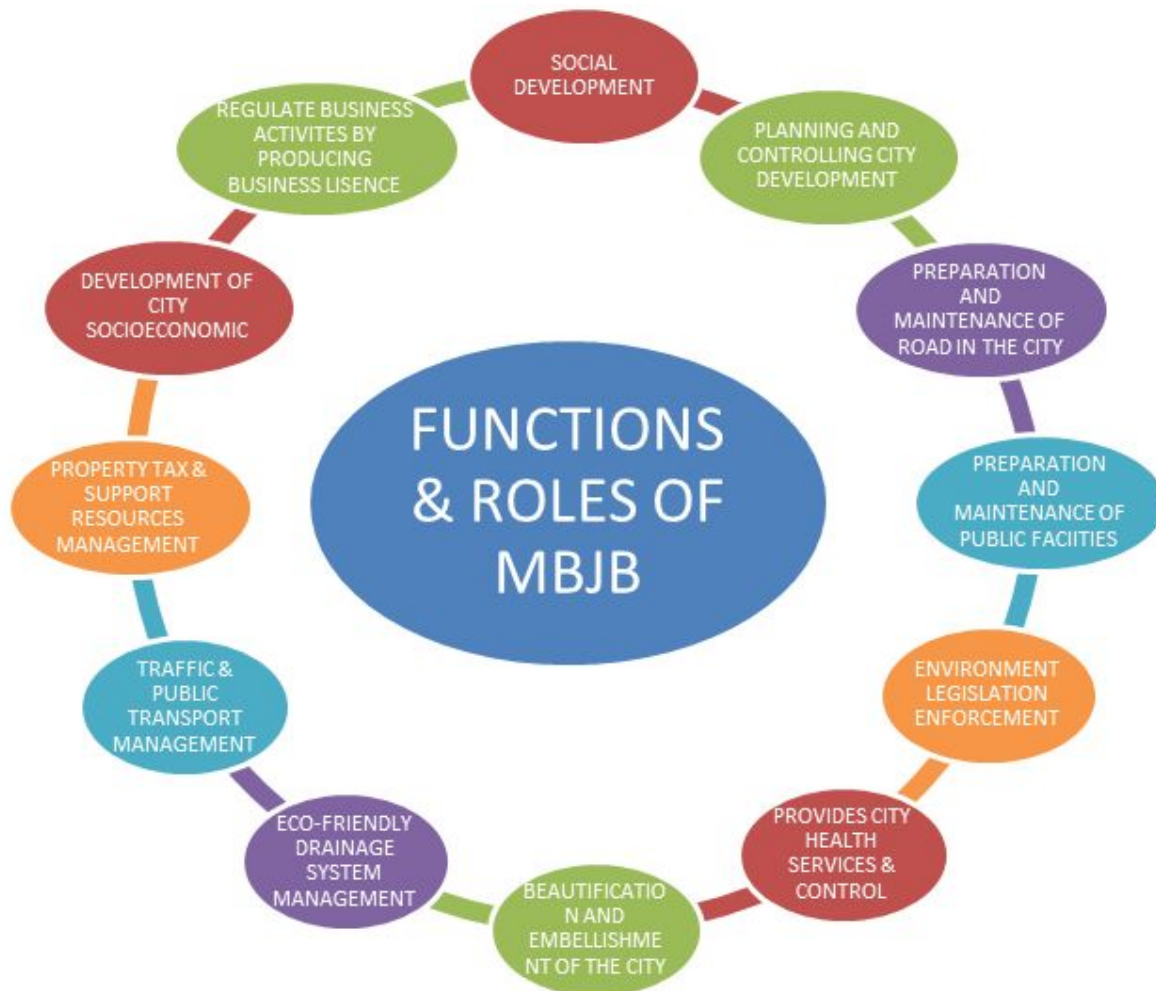 SOCIAL
DEVELOPMENT
PLANNING AND
CONTROLLING CITY
DEVELOPMENT
PREPARATION
AND
MAINTENANCE OF
ROAD IN THE CITY
PREPARATION
AND
MAINTENANCE OF
PUBLIC FACIITIES
ENVIRONMENT
LEGISLATION
ENFORCEMENT
PROVIDES CITY
HEALTH
SERVICES &
CONTROL
BEAUTIFICATIO
N AND
EMBELLISHME
NT OF THE CITY
ECO-FRIENDLY
DRAINAGE
SYSTEM
MANAGEMENT
TRAFFIC &
PUBLIC
TRANSPORT
MANAGEMENT
PROPERTY TAX &
SUPPORT
RESOURCES
MANAGEMENT
DEVELOPMENT OF
CITY
SOCIOECONOMIC
REGULATE BUSINESS
ACTIVITES BY
PRODUCING
BUSINESS LISENCE
FUNCTIONS
& ROLES OF
MBJB